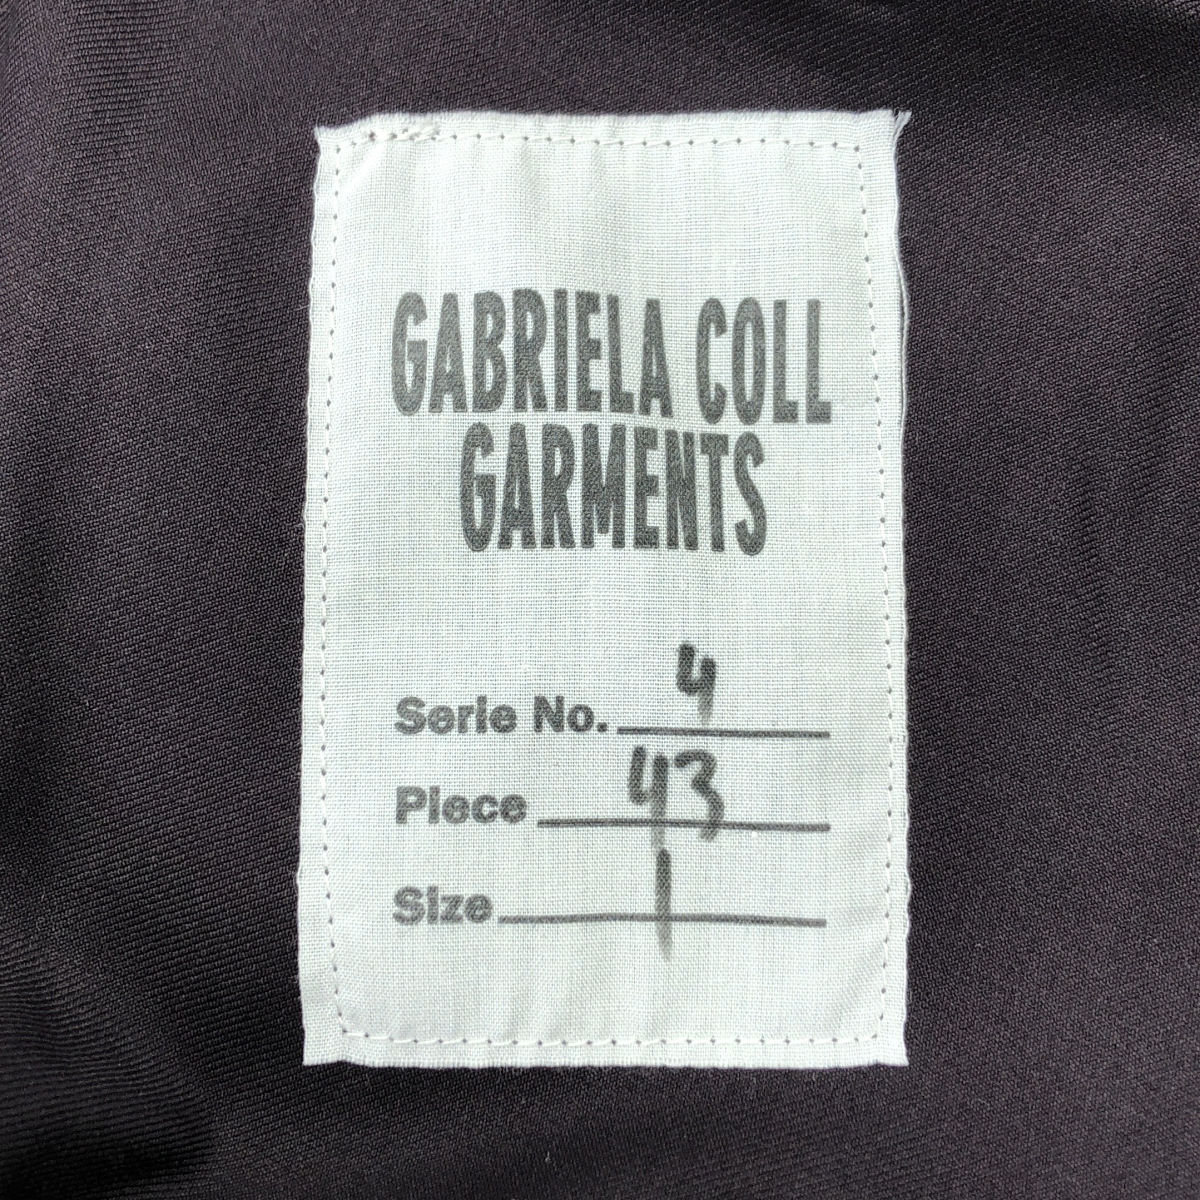 GABRIELA COLL
GARMENTS
Serie No. 4
Piece 43
Size 1